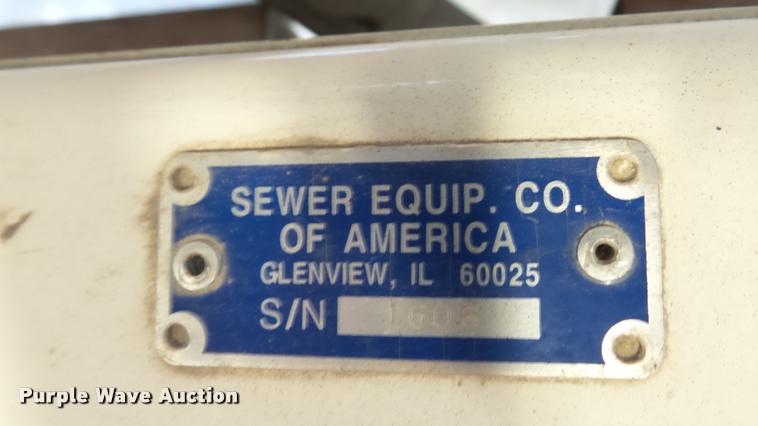 SEWER EQUIP. CO.
OF AMERICA
GLENVIEW, IL 60025
S/N
Purple Wave Auction